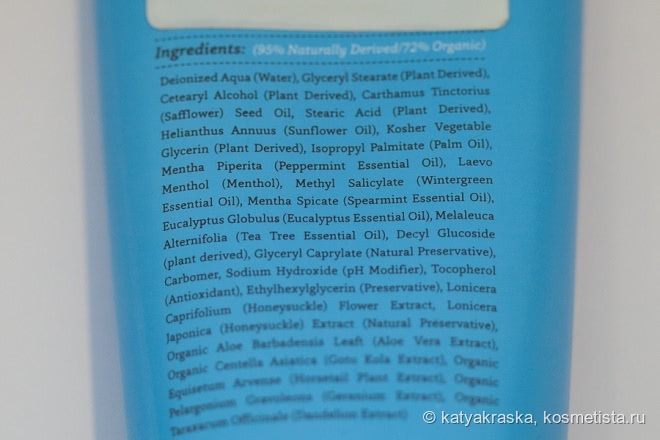 Ingredients: (95% Naturally Derived/72% Organic)
Deionized Aqua (Water), Glyceryl Stearate (Plant Derived),
Cetearyl Alcohol (Plant Derived), Carthamus Tinctorius
(Safflower) Seed Oil, Stearic Acid (Plant Derived),
Helianthus Annuus (Sunflower Oil), Kosher Vegetable
Glycerin (Plant Derived), Isopropyl Palmitate (Palm Oil),
Mentha Piperita (Peppermint Essential Oil), Laevo
Menthol (Menthol), Methyl Salicylate (Wintergreen
Essential Oil), Mentha Spicate (Spearmint Essential Oil),
Eucalyptus Globulus (Eucalyptus Essential Oil), Melaleuca
Alternifolia (Tea Tree Essential Oil), Decyl Glucoside
(plant derived), Glyceryl Caprylate (Natural Preservative),
Carbomer, Sodium Hydroxide (pH Modifier), Tocopherol
(Antioxidant), Ethylhexylglycerin (Preservative), Lonicera
Caprifolium (Honeysuckle) Flower Extract, Lonicera
Japonica (Honeysuckle) Extract (Natural Preservative),
Organic Aloe Barbadensis Leaft (Aloe Vera Extract),
Organic Centella Asiatica (Gotu Kola Extract), Organic
Equisetum Arvense (Horsetail Plant Extract), Organic
Pelargonium Graveolens (Geranium Extract), Organic
Taraxacum Officinale (Dandelion Extract)
© katyakraska, kosmetista.ru